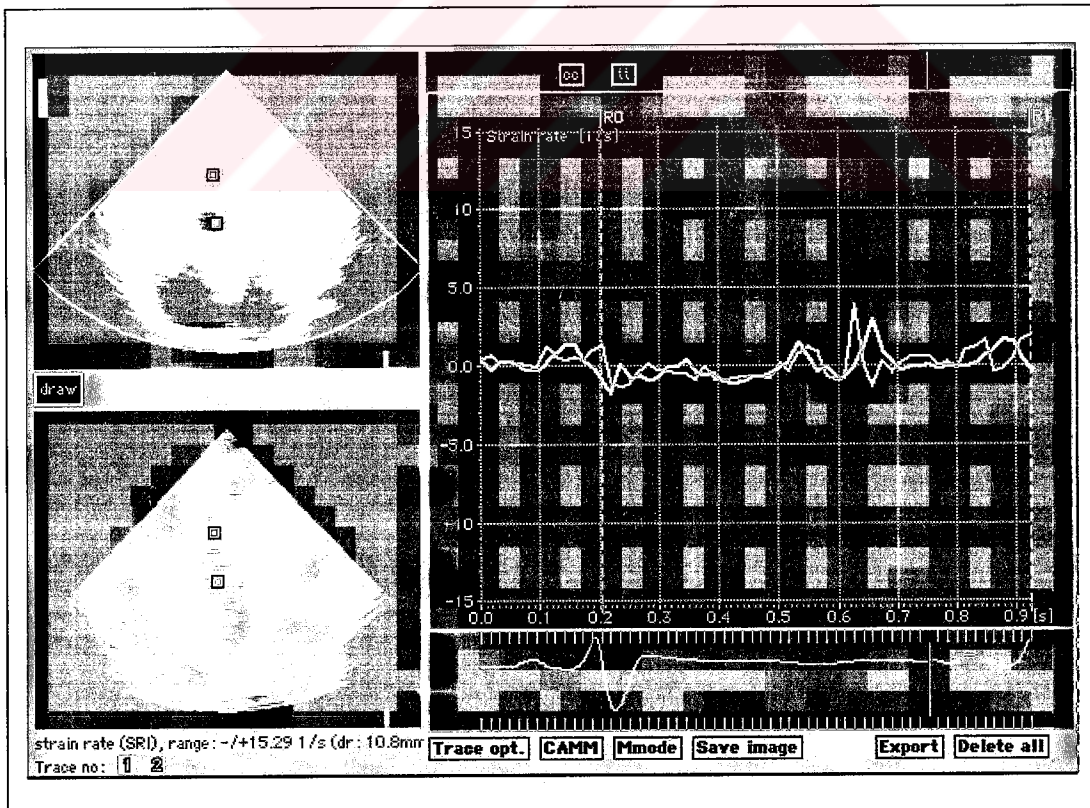 R0
Strain rate [1/s]
15
10
5.0
0.0
-5.0
-10
-15
0.0 0.1 0.2 0.3 0.4 0.5 0.6 0.7 0.8 0.9 [s]
draw
strain rate (SRI), range: -/+15.29 1/s (dr: 10.8mm
Trace no: 1 2
Trace opt. CAMM Mmode Save image Export Delete all